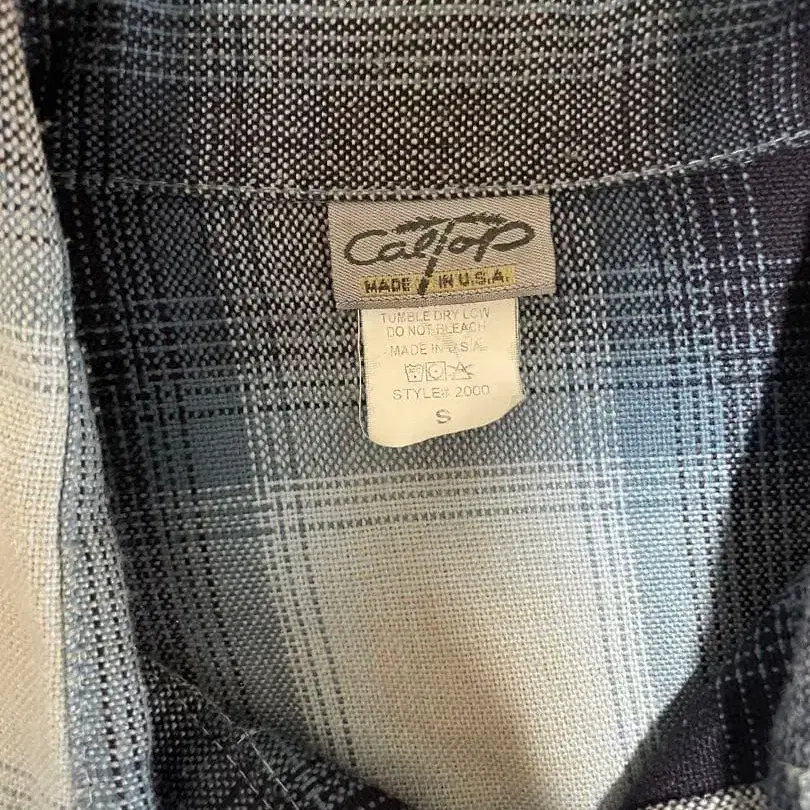 CalTop
MADE IN U.S.A.
TUMBLE DRY LOW
DO NOT BLEACH
MADE IN U.S.A.
STYLE# 2000
S